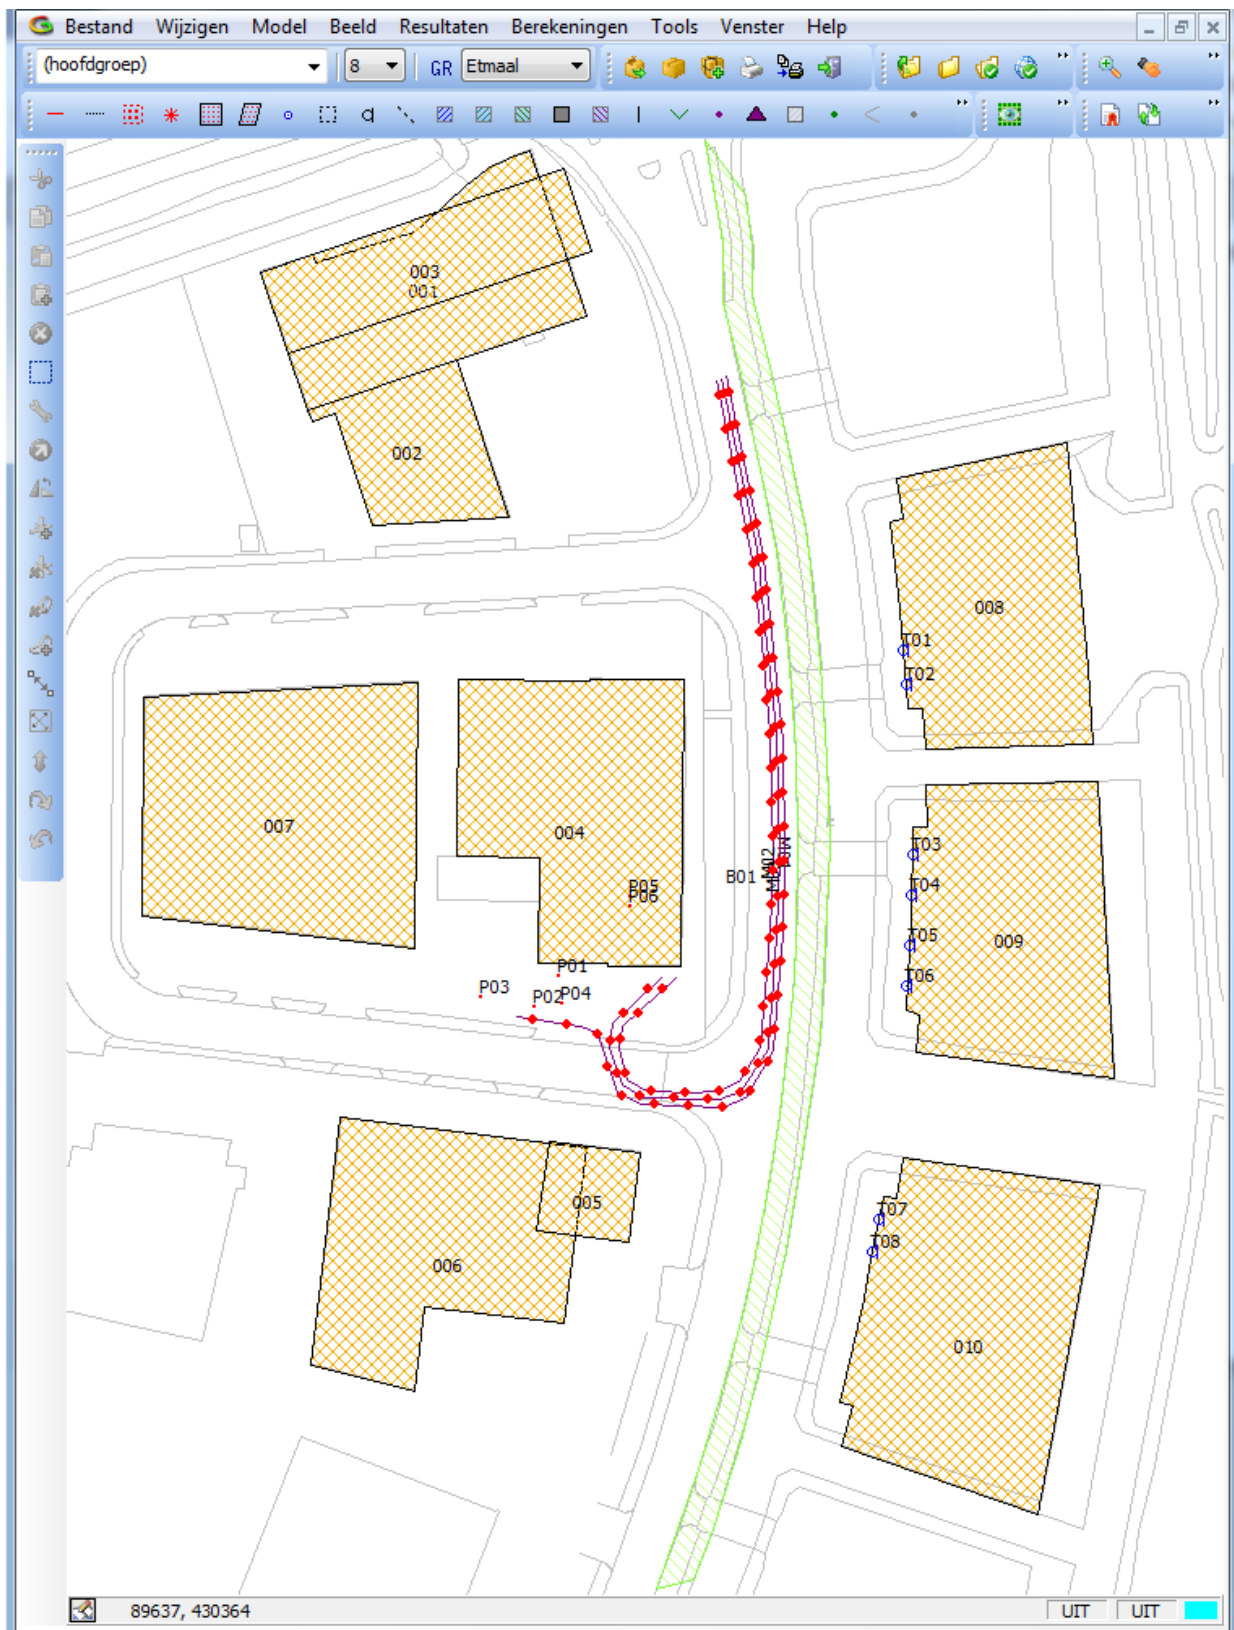 Bestand Wijzigen Model Beeld Resultaten Berekeningen Tools Venster Help
(hoofdgroep) 8 GR Etmaal
003
001
002
008
T01
T02
007
004
T03
B01
M02
T04
P05
P06
T05
009
P01
T06
P03
P02
P04
005
T07
T08
006
010
89637, 430364 UIT UIT